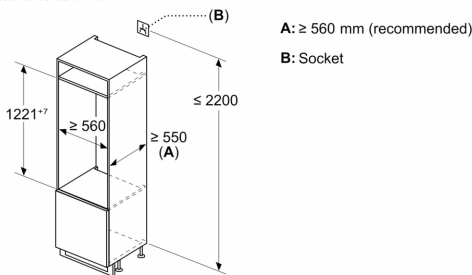 (B)
A: ≥ 560 mm (recommended)
B: Socket
≤ 2200
1221+7
≥ 560
≥ 550
(A)